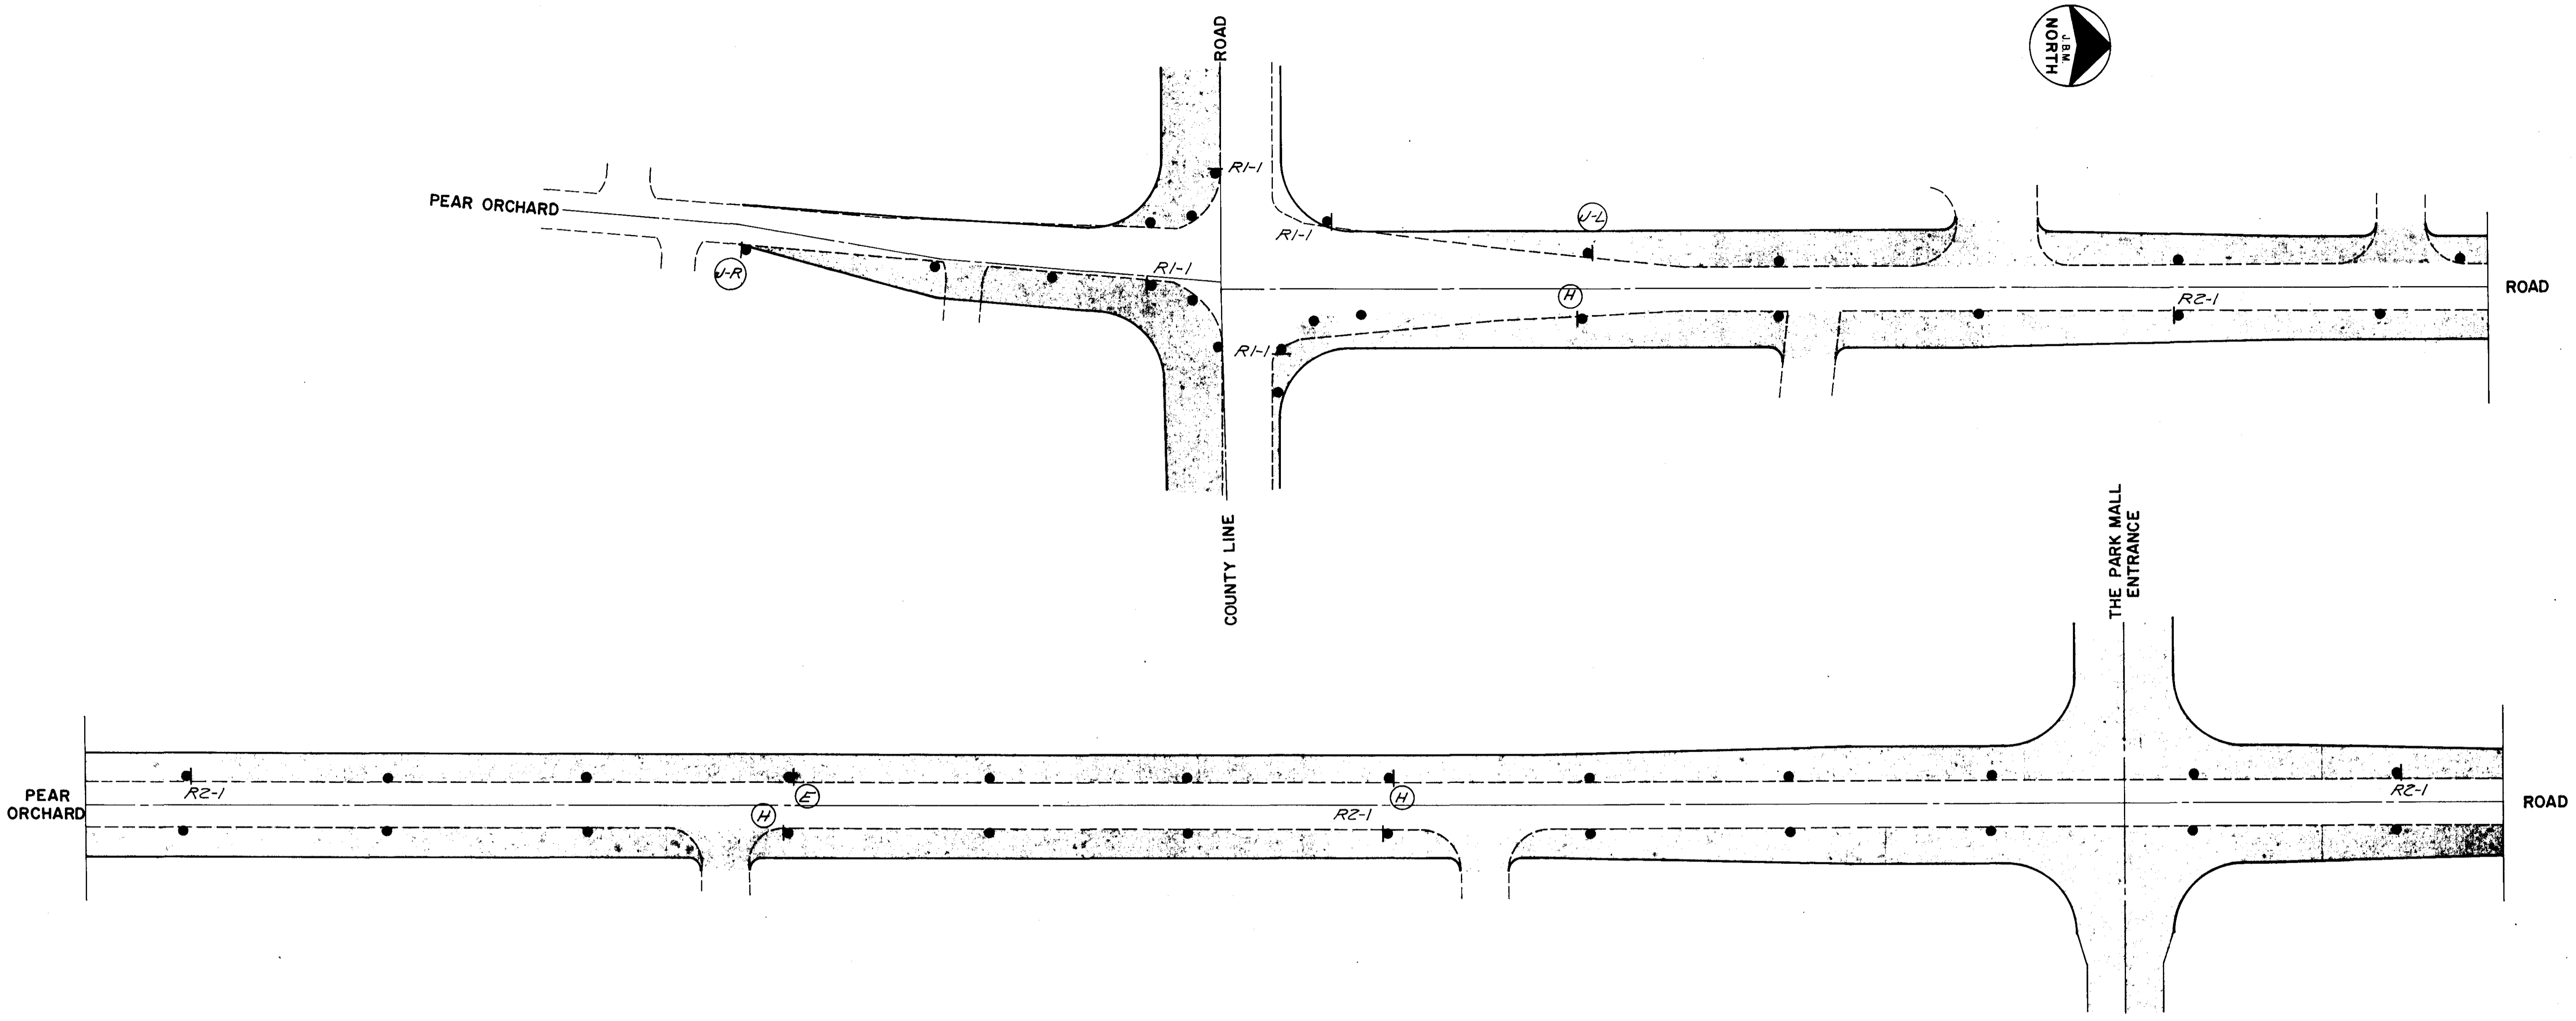 J.B.M.
NORTH
ROAD
R1-1
PEAR ORCHARD
J-L
R1-1
R1-1
J-R
H
R2-1
ROAD
R1-1
COUNTY LINE
THE PARK MALL
ENTRANCE
PEAR
ORCHARD
R2-1
E
H
H
R2-1
R2-1
ROAD